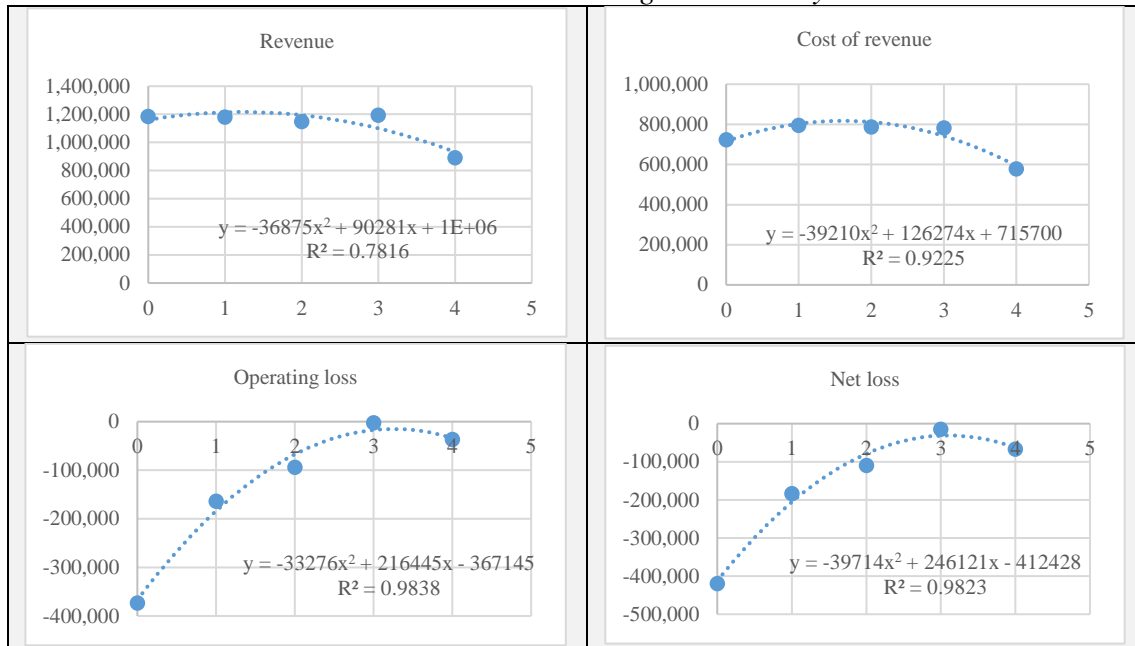 Revenue
1,400,000
1,200,000
1,000,000
800,000
600,000
400,000
200,000
0
0 1 2 3 4 5
y = -36875x² + 90281x + 1E+06
R² = 0.7816
Cost of revenue
1,000,000
800,000
600,000
400,000
200,000
0
0 1 2 3 4 5
y = -39210x² + 126274x + 715700
R² = 0.9225
Operating loss
0
-100,000
-200,000
-300,000
-400,000
0 1 2 3 4 5
y = -33276x² + 216445x - 367145
R² = 0.9838
Net loss
0
-100,000
-200,000
-300,000
-400,000
-500,000
0 1 2 3 4 5
y = -39714x² + 246121x - 412428
R² = 0.9823